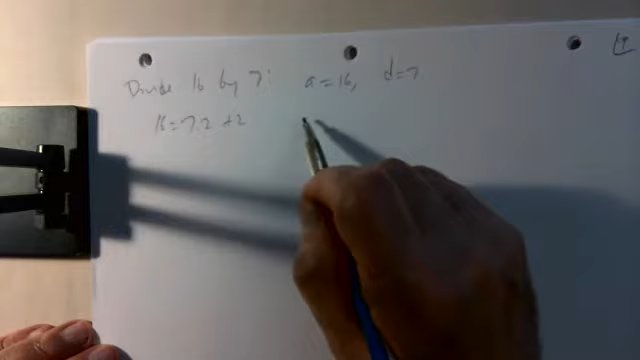 Divide 16 by 7: a = 16, d = 7
16 = 7.2 + 2